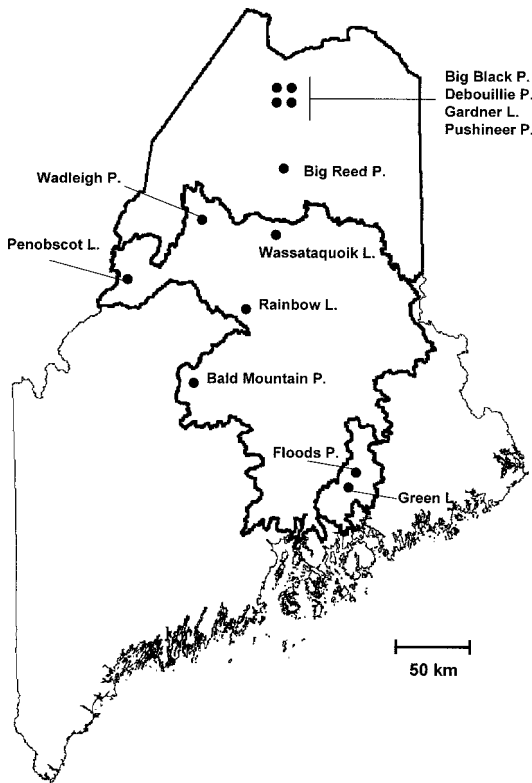 Big Black P.
Debouillie P.
Gardner L.
Pushineer P.
Big Reed P.
Wadleigh P.
Wassataquoik L.
Penobscot L.
Rainbow L.
Bald Mountain P.
Floods P.
Green L.
50 km